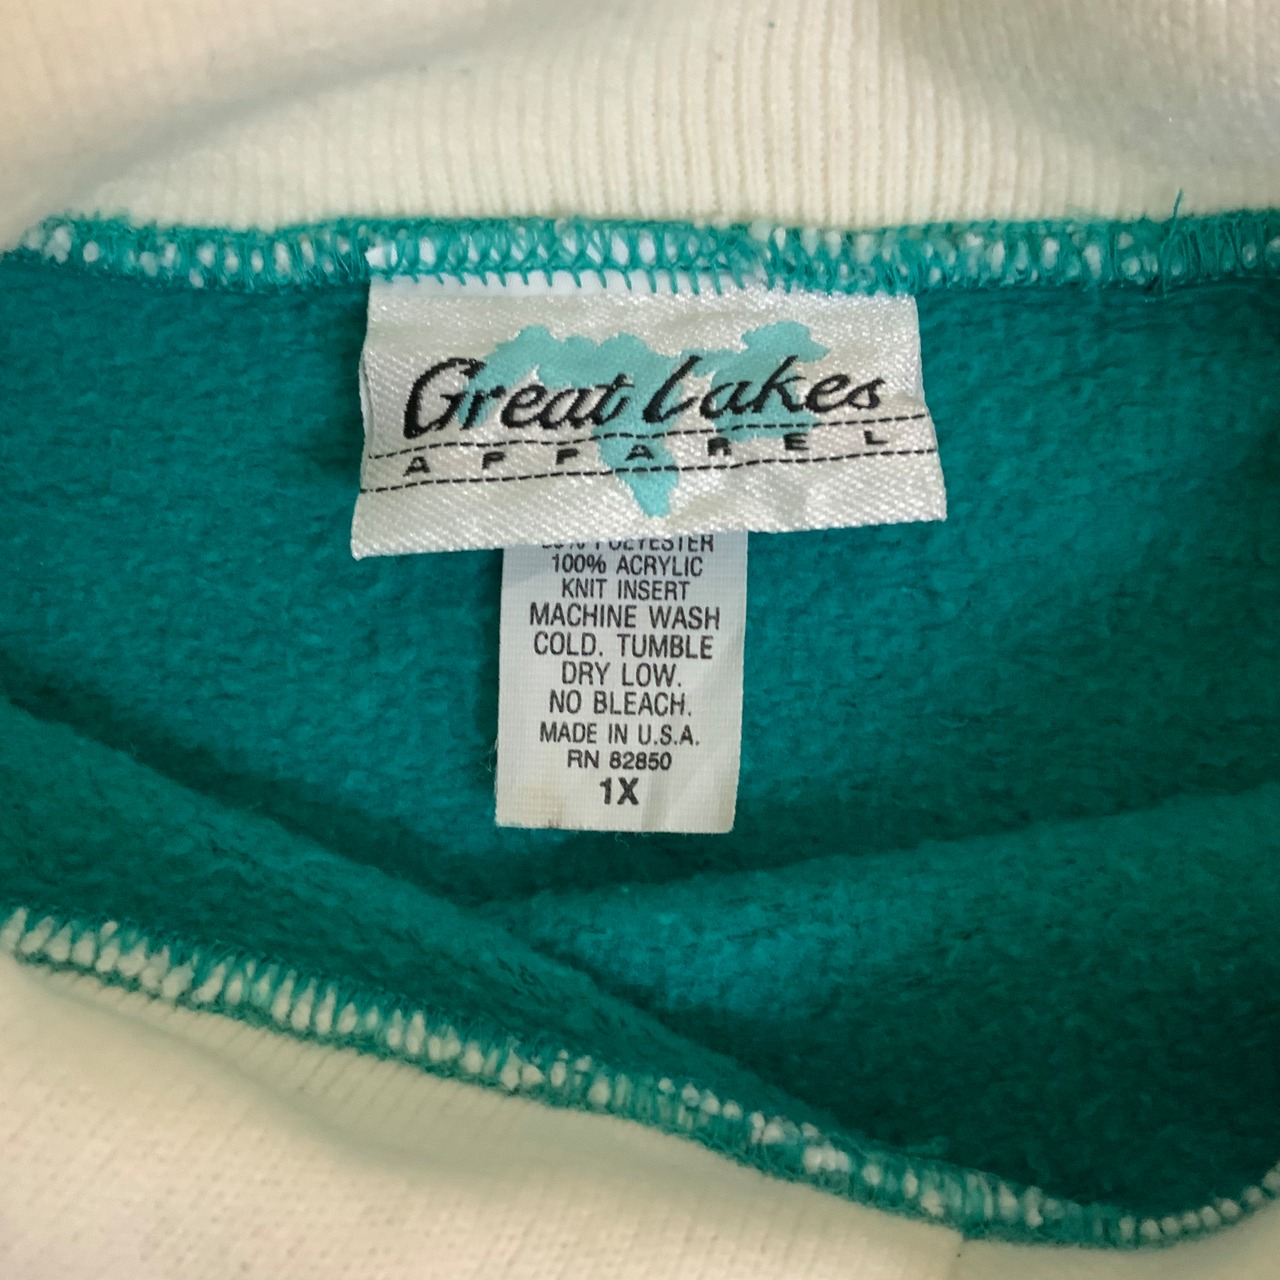 Great Lakes
APPAREL
POLYESTER
100% ACRYLIC
KNIT INSERT
MACHINE WASH
COLD. TUMBLE
DRY LOW.
NO BLEACH.
MADE IN U.S.A.
RN 82850
1X